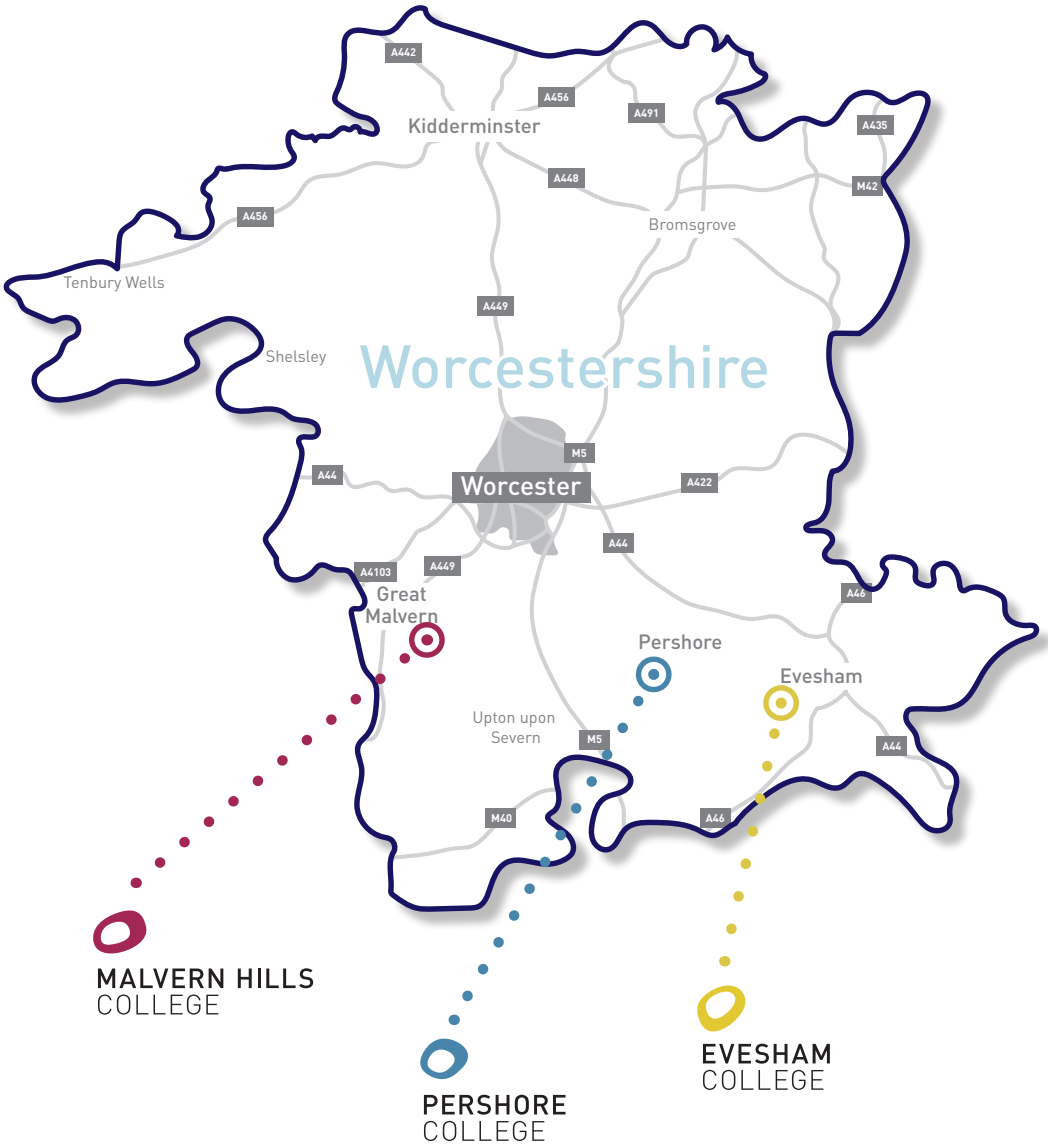 A442
A456
A491
A435
Kidderminster
A448
M42
A456
Bromsgrove
Tenbury Wells
A449
Shelsley
Worcestershire
M5
A44
Worcester
A422
A44
A4103
A449
A46
Great
Malvern
Pershore
Evesham
Upton upon
Severn
M5
A44
M40
A46
MALVERN HILLS
COLLEGE
EVESHAM
COLLEGE
PERSHORE
COLLEGE